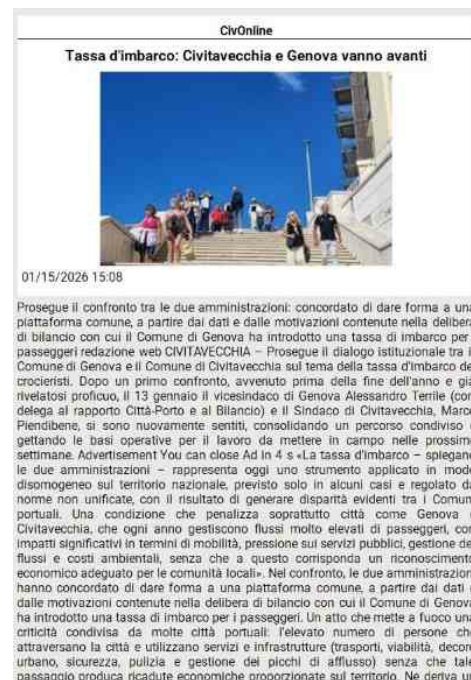 CivOnline
Tassa d'imbarco: Civitavecchia e Genova vanno avanti
01/15/2026 15:08
Prosegue il confronto tra le due amministrazioni: concordato di dare forma a una
piattaforma comune, a partire dai dati e dalle motivazioni contenute nella delibera
di bilancio con cui il Comune di Genova ha introdotto una tassa di imbarco per i
passeggeri redazione web CIVITAVECCHIA – Prosegue il dialogo istituzionale tra il
Comune di Genova e il Comune di Civitavecchia sul tema della tassa d'imbarco dei
crocieristi. Dopo un primo confronto, avvenuto prima della fine dell'anno e già
rivelatosi proficuo, il 13 gennaio il vicesindaco di Genova Alessandro Terrile (con
delega al rapporto Città-Porto e al Bilancio) e il Sindaco di Civitavecchia, Marco
Piendibene, si sono nuovamente sentiti, consolidando un percorso condiviso e
gettando le basi operative per il lavoro da mettere in campo nelle prossime
settimane. Advertisement You can close Ad in 4 s «La tassa d'imbarco – spiegano
le due amministrazioni – rappresenta oggi uno strumento applicato in modo
disomogeneo sul territorio nazionale, previsto solo in alcuni casi e regolato da
norme non unificate, con il risultato di generare disparità evidenti tra i Comuni
portuali. Una condizione che penalizza soprattutto città come Genova e
Civitavecchia, che ogni anno gestiscono flussi molto elevati di passeggeri, con
impatti significativi in termini di mobilità, pressione sui servizi pubblici, gestione dei
flussi e costi ambientali, senza che a questo corrisponda un riconoscimento
economico adeguato per le comunità locali». Nel confronto, le due amministrazioni
hanno concordato di dare forma a una piattaforma comune, a partire dai dati e
dalle motivazioni contenute nella delibera di bilancio con cui il Comune di Genova
ha introdotto una tassa di imbarco per i passeggeri. Un atto che mette a fuoco una
criticità condivisa da molte città portuali: l'elevato numero di persone che
attraversano la città e utilizzano servizi e infrastrutture (trasporti, viabilità, decoro
urbano, sicurezza, pulizia e gestione dei picchi di afflusso) senza che tale
passaggio produca ricadute economiche proporzionate sul territorio. Ne deriva un